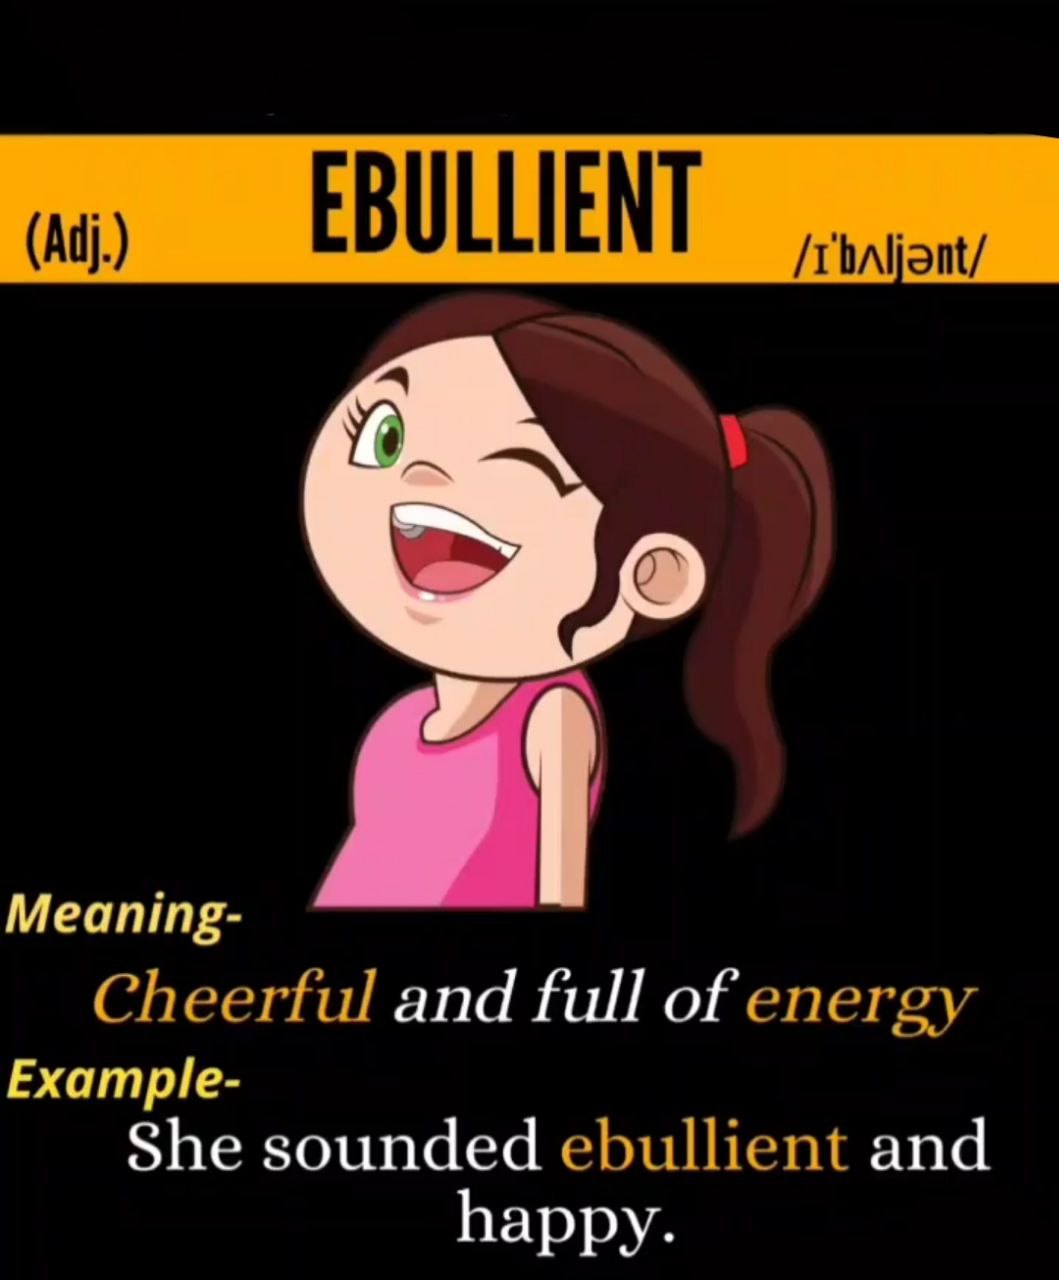 EBULLIENT
(Adj.)
/ɪˈbʌljənt/
Meaning-
Cheerful and full of energy
Example-
She sounded ebullient and
happy.